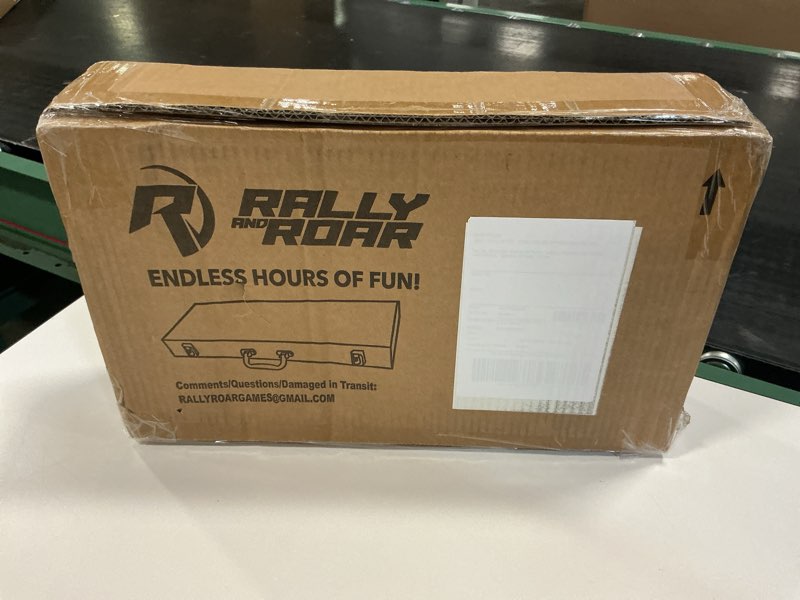 R
RALLY
AND ROAR
ENDLESS HOURS OF FUN!
Comments/Questions/Damaged in Transit:
RALLYROARGAMES@GMAIL.COM